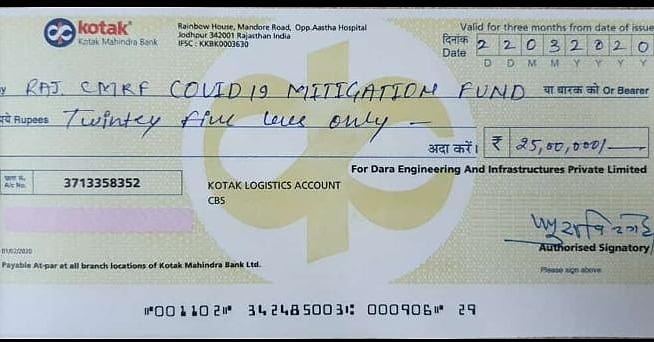 kotak
Kotak Mahindra Bank
Rainbow House, Mandore Road, Opp.Aastha Hospital
Jodhpur 342001 Rajasthan India
IFSC : KKBK0003630
Valid for three months from date of issue
दिनांक
Date
2 2 0 3 2 0 2 0
D D M M Y Y Y Y
y RAJ. CMRF COVID 19 MITIGATION FUND या धारक को Or Bearer
ये Rupees Twintey five lacs only —
अदा करें। ₹ 25,00,000/—
For Dara Engineering And Infrastructures Private Limited
A/c No. 3713358352
KOTAK LOGISTICS ACCOUNT
CBS
01/02/2020
Authorised Signatory
Payable At-par at all branch locations of Kotak Mahindra Bank Ltd.
Please sign above.
⑈001102⑈ 342485003⑆ 000906⑈ 29